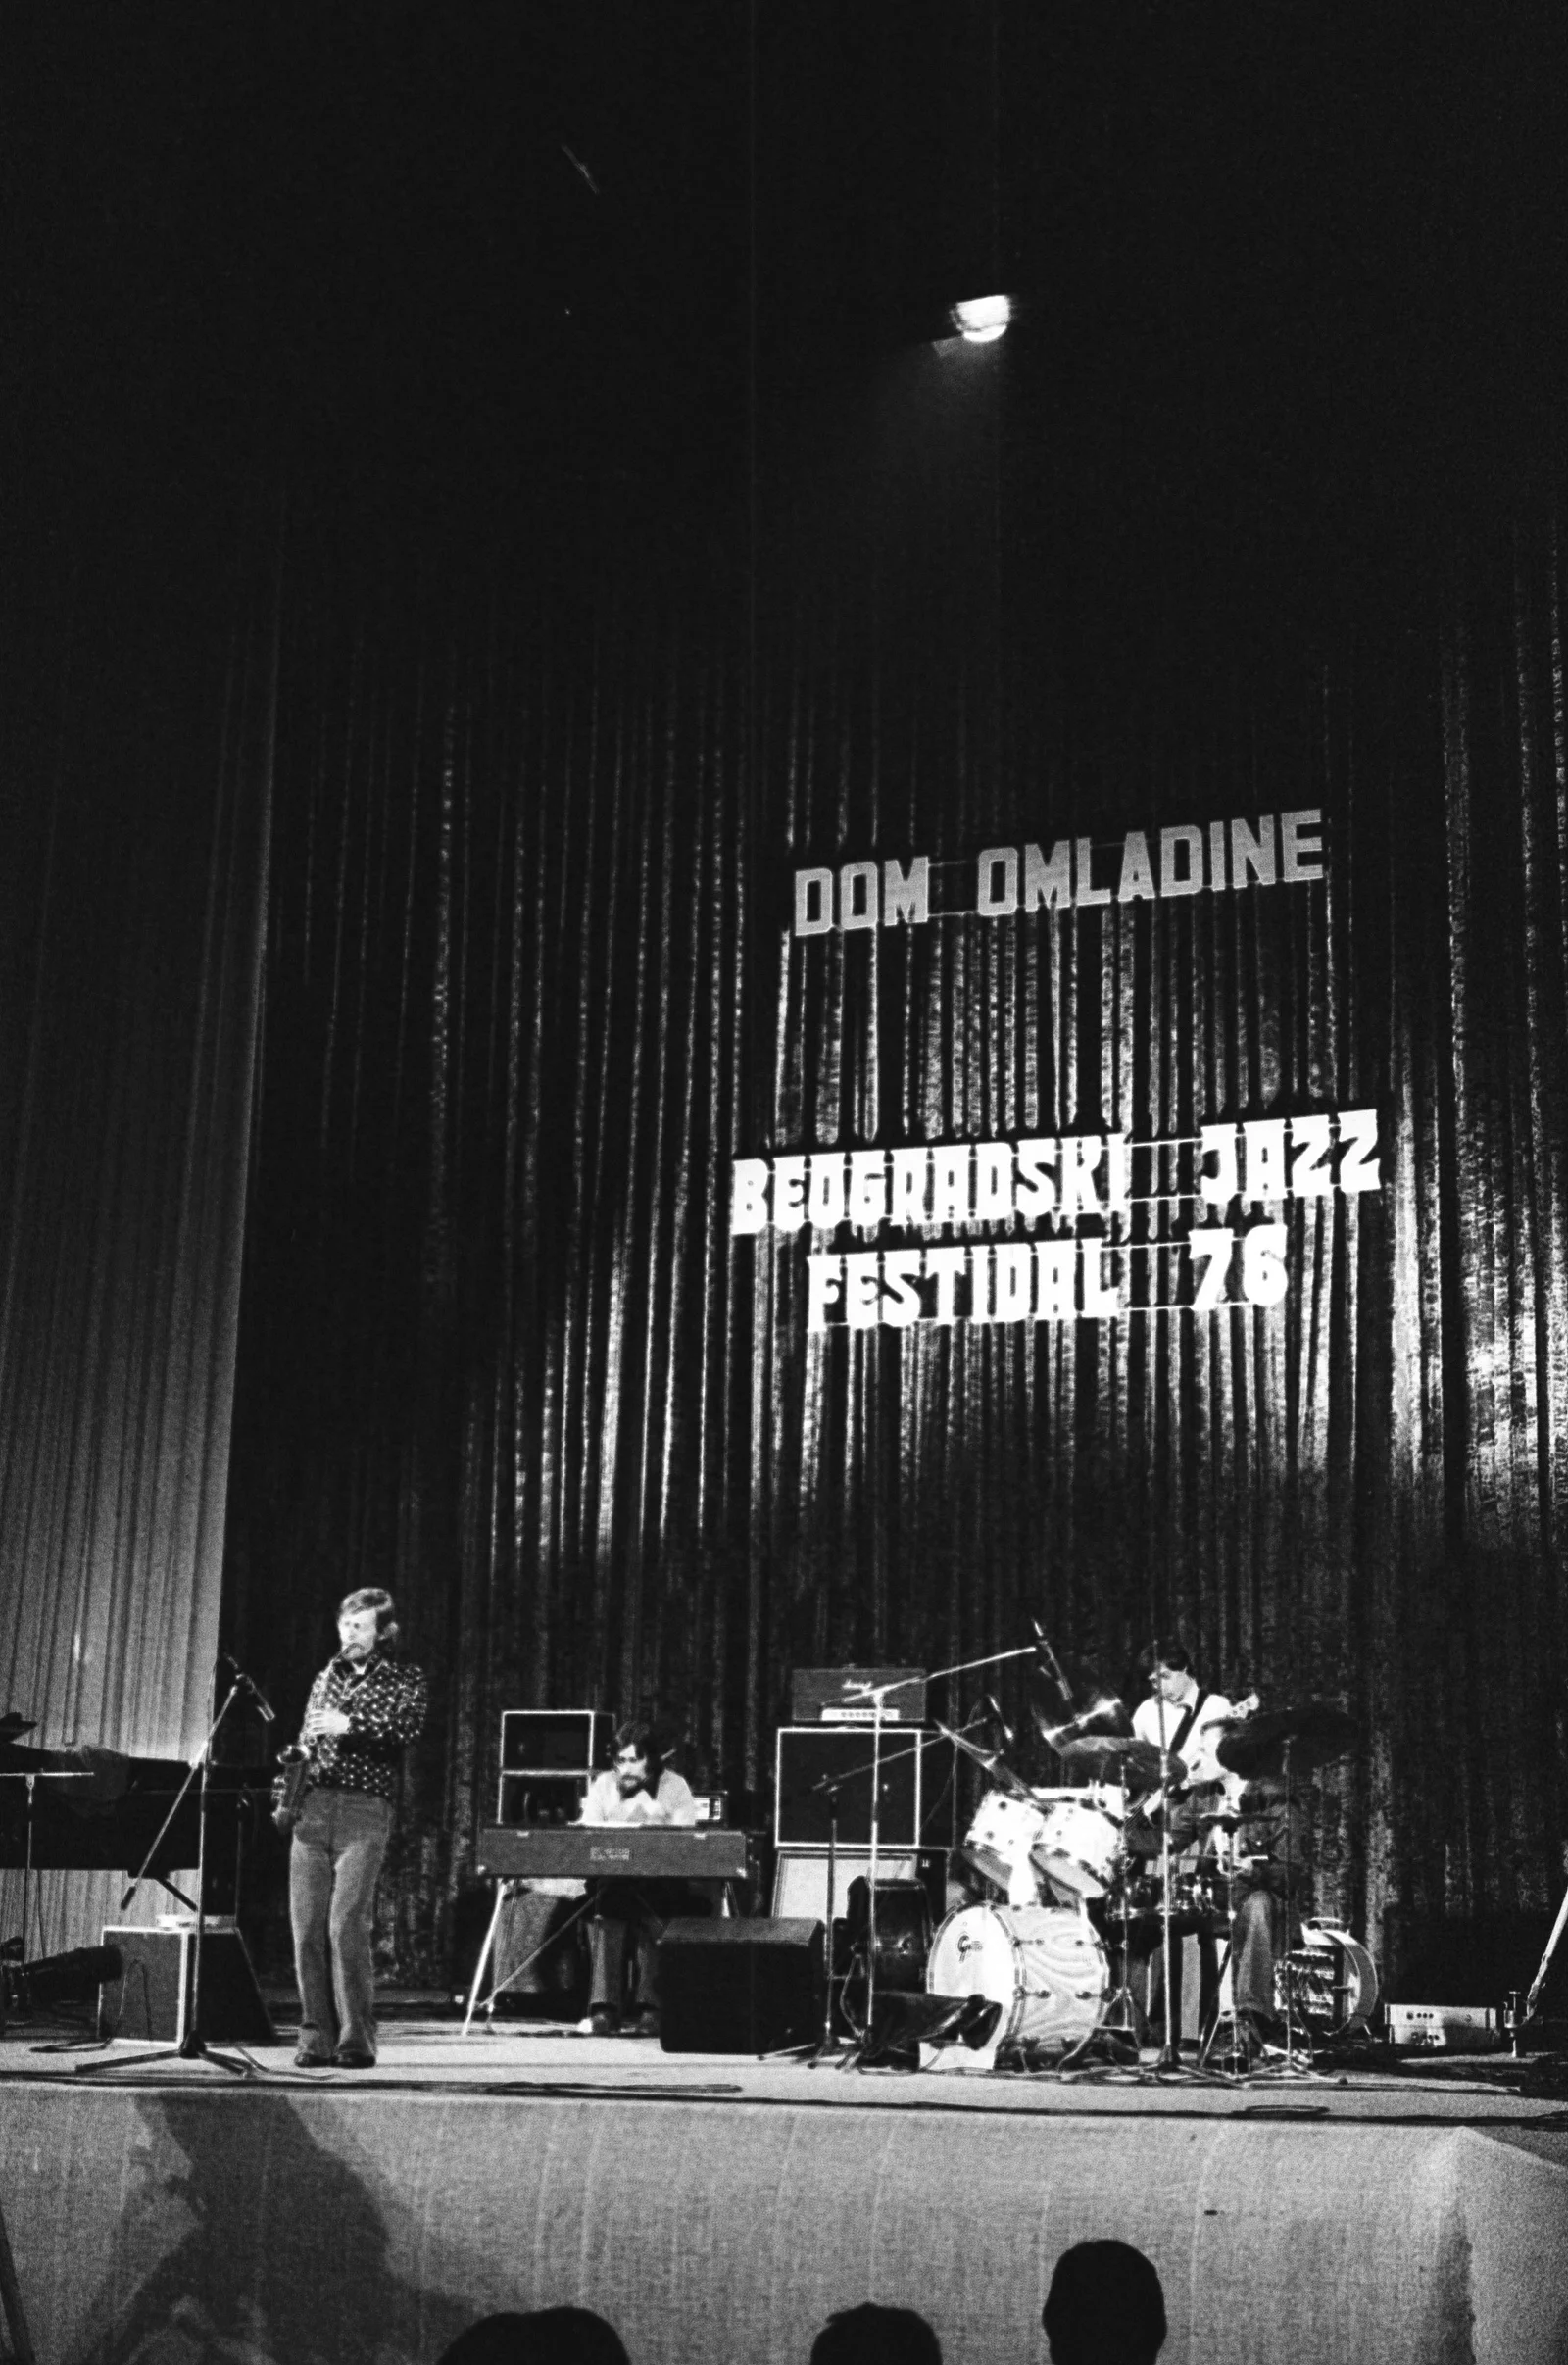 DOM OMLADINE
BEOGRADSKI JAZZ
FESTIVAL 76